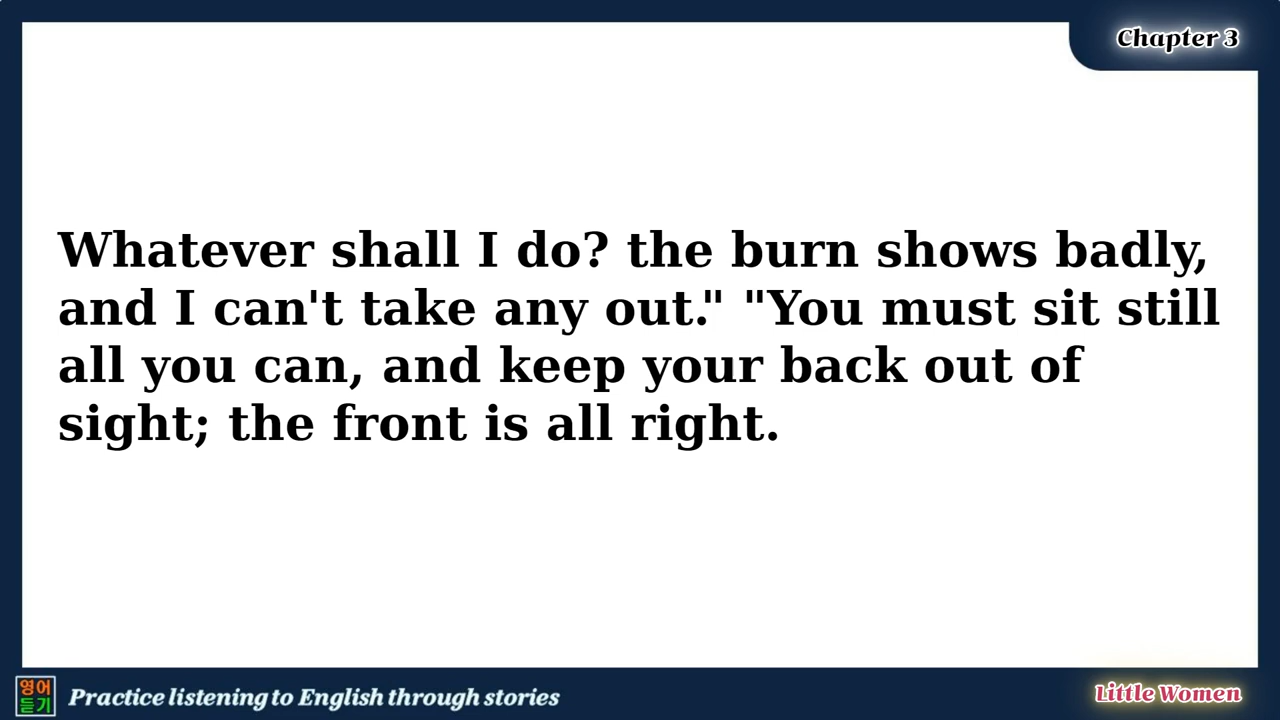 Chapter 3
Whatever shall I do? the burn shows badly,
and I can't take any out." "You must sit still
all you can, and keep your back out of
sight; the front is all right.
영어
듣기
Practice listening to English through stories
Little Women